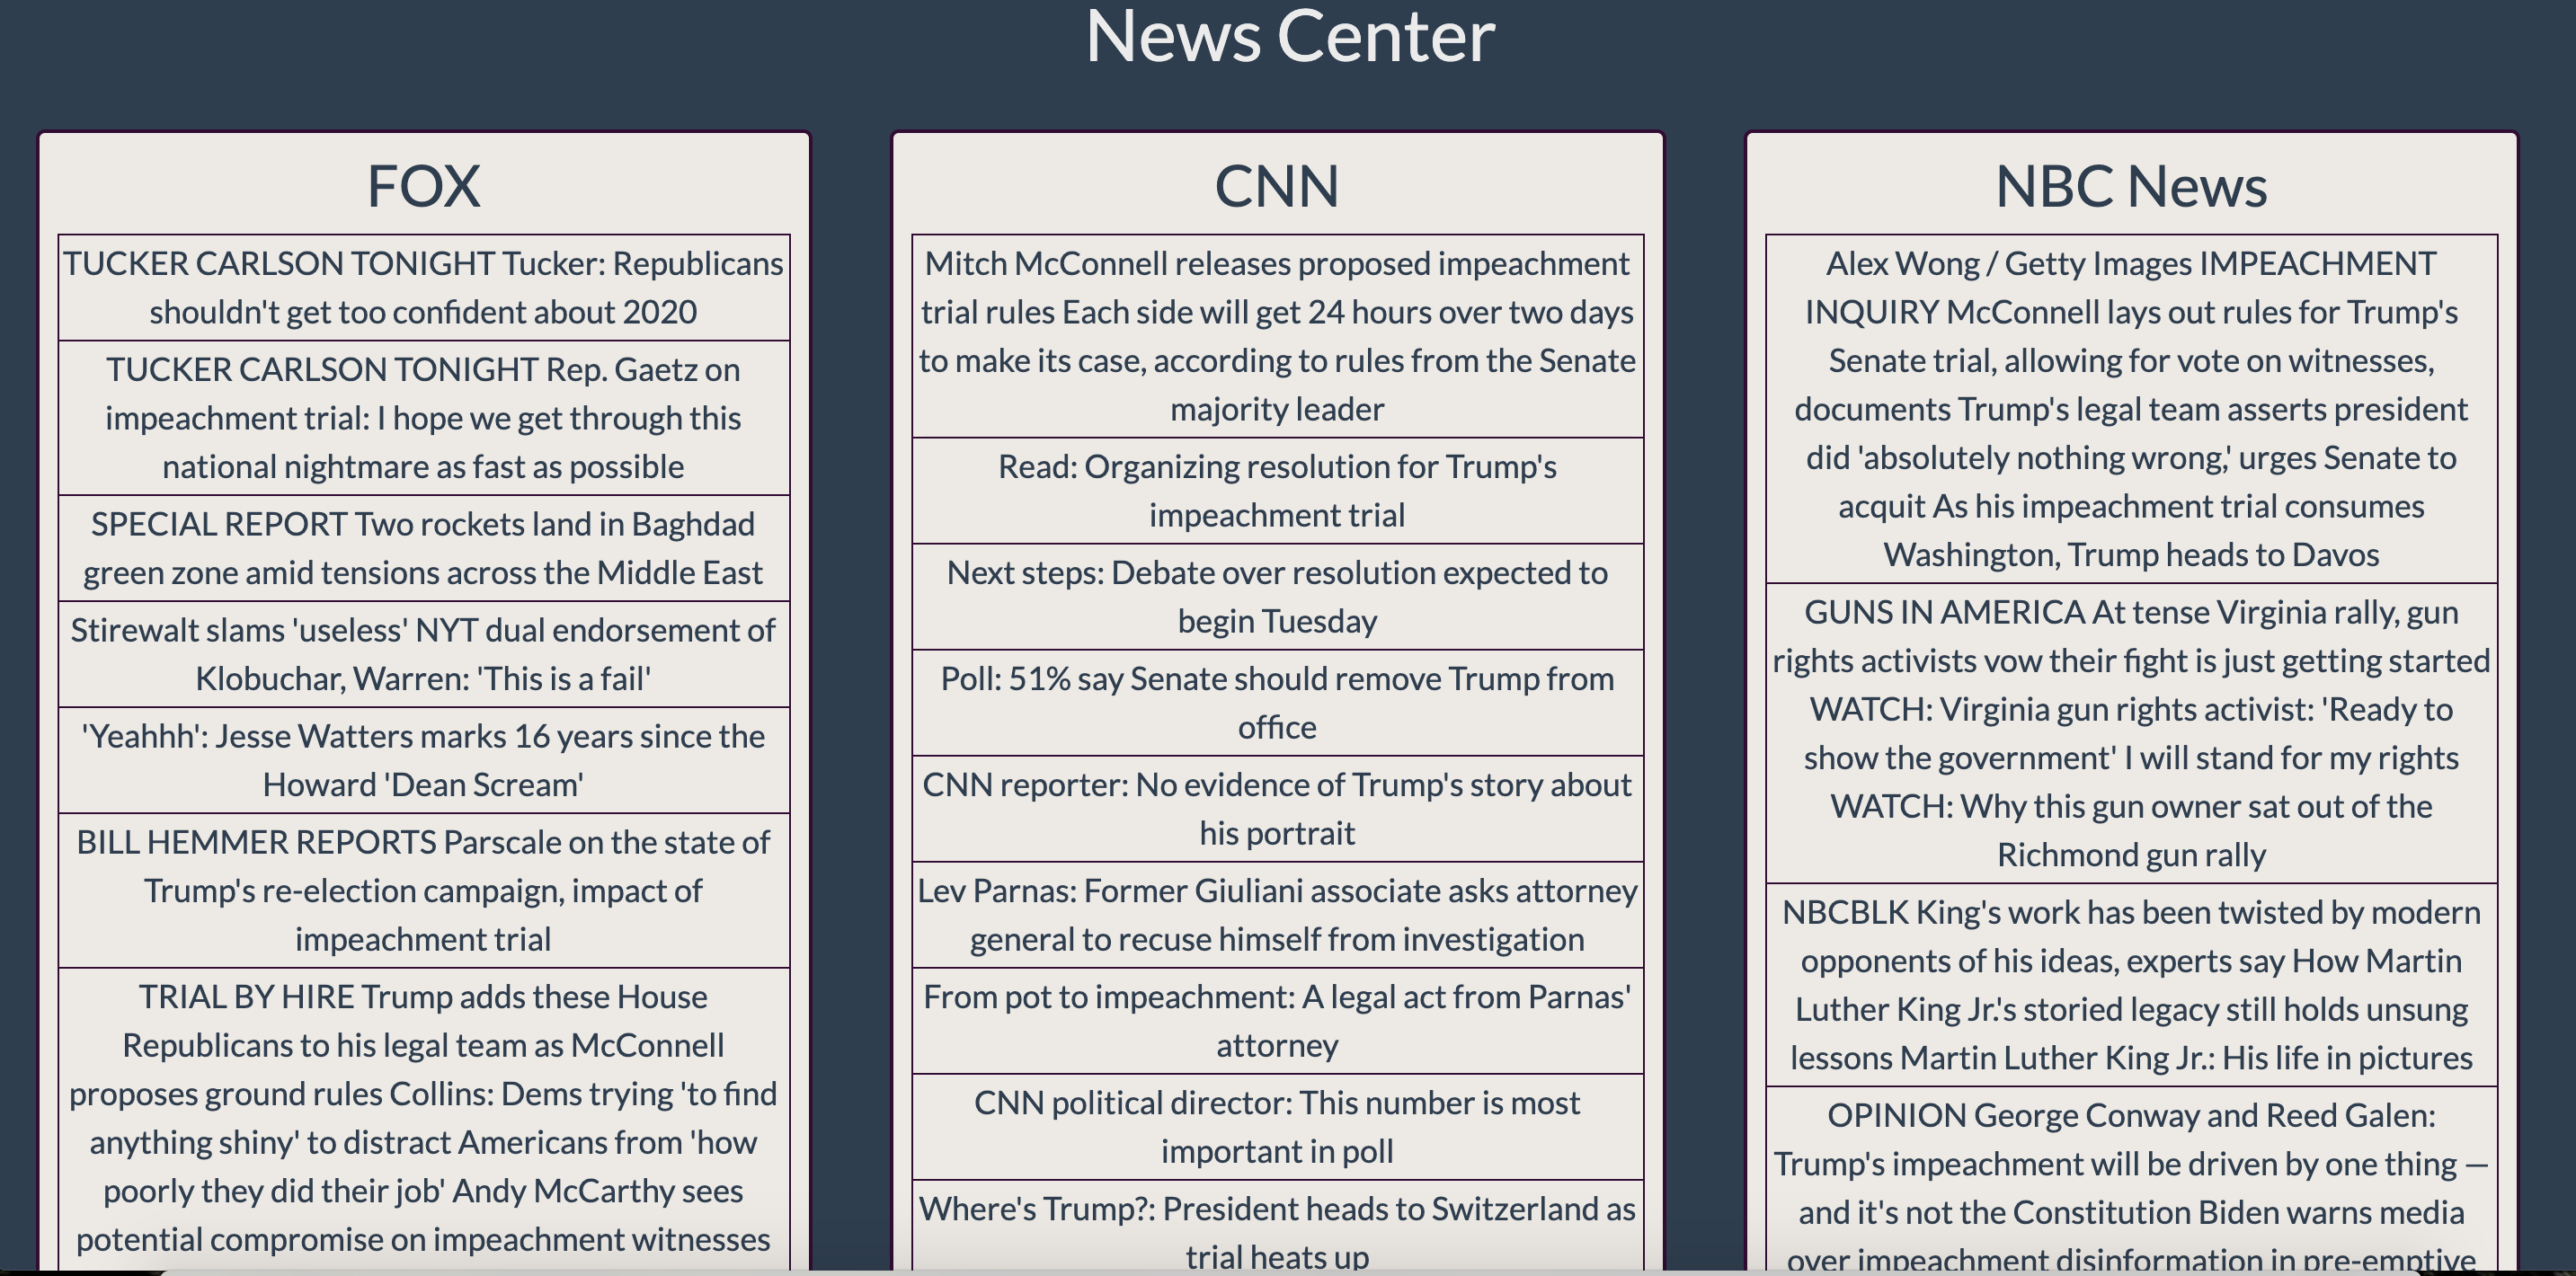 News Center
FOX
TUCKER CARLSON TONIGHT Tucker: Republicans
shouldn't get too confident about 2020
TUCKER CARLSON TONIGHT Rep. Gaetz on
impeachment trial: I hope we get through this
national nightmare as fast as possible
SPECIAL REPORT Two rockets land in Baghdad
green zone amid tensions across the Middle East
Stirewalt slams 'useless' NYT dual endorsement of
Klobuchar, Warren: 'This is a fail'
'Yeahhh': Jesse Watters marks 16 years since the
Howard 'Dean Scream'
BILL HEMMER REPORTS Parscale on the state of
Trump's re-election campaign, impact of
impeachment trial
TRIAL BY HIRE Trump adds these House
Republicans to his legal team as McConnell
proposes ground rules Collins: Dems trying 'to find
anything shiny' to distract Americans from 'how
poorly they did their job' Andy McCarthy sees
potential compromise on impeachment witnesses
CNN
Mitch McConnell releases proposed impeachment
trial rules Each side will get 24 hours over two days
to make its case, according to rules from the Senate
majority leader
Read: Organizing resolution for Trump's
impeachment trial
Next steps: Debate over resolution expected to
begin Tuesday
Poll: 51% say Senate should remove Trump from
office
CNN reporter: No evidence of Trump's story about
his portrait
Lev Parnas: Former Giuliani associate asks attorney
general to recuse himself from investigation
From pot to impeachment: A legal act from Parnas'
attorney
CNN political director: This number is most
important in poll
Where's Trump?: President heads to Switzerland as
trial heats up
NBC News
Alex Wong / Getty Images IMPEACHMENT
INQUIRY McConnell lays out rules for Trump's
Senate trial, allowing for vote on witnesses,
documents Trump's legal team asserts president
did 'absolutely nothing wrong,' urges Senate to
acquit As his impeachment trial consumes
Washington, Trump heads to Davos
GUNS IN AMERICA At tense Virginia rally, gun
rights activists vow their fight is just getting started
WATCH: Virginia gun rights activist: 'Ready to
show the government' I will stand for my rights
WATCH: Why this gun owner sat out of the
Richmond gun rally
NBCBLK King's work has been twisted by modern
opponents of his ideas, experts say How Martin
Luther King Jr.'s storied legacy still holds unsung
lessons Martin Luther King Jr.: His life in pictures
OPINION George Conway and Reed Galen:
Trump's impeachment will be driven by one thing —
and it's not the Constitution Biden warns media
over impeachment disinformation in pre-emptive